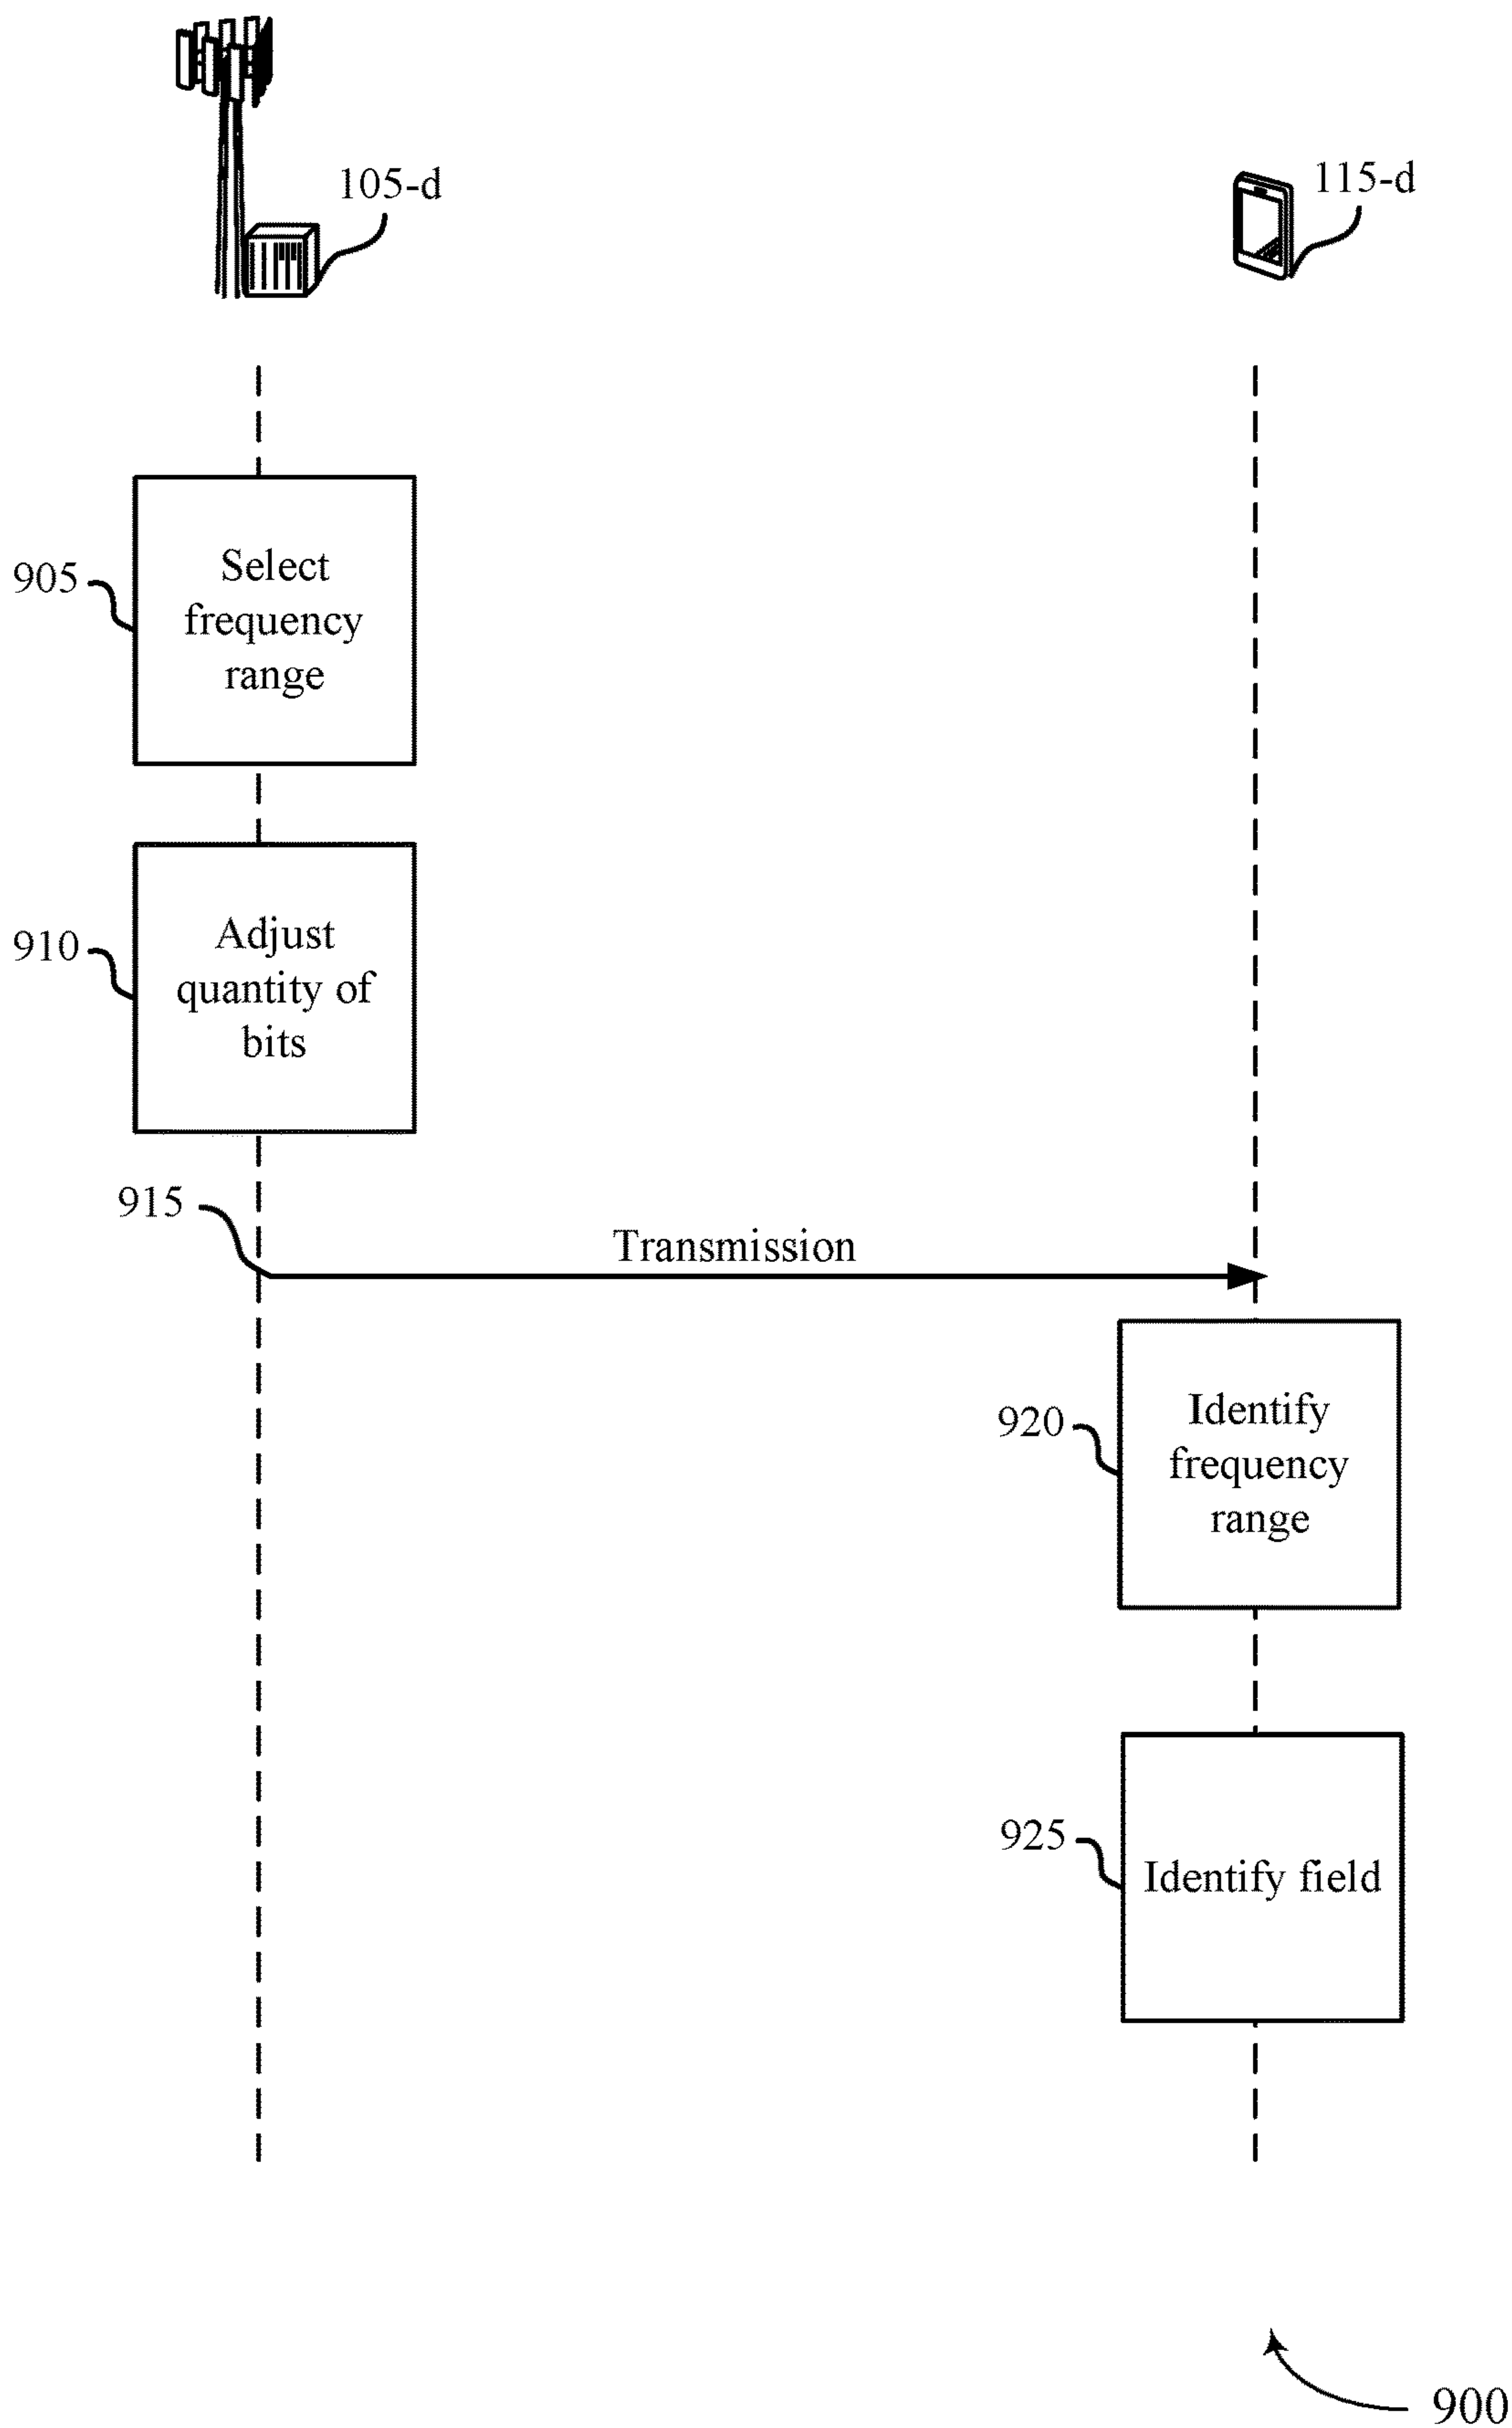 105-d
115-d
905
Select
frequency
range
910
Adjust
quantity of
bits
915
Transmission
920
Identify
frequency
range
925
Identify field
900